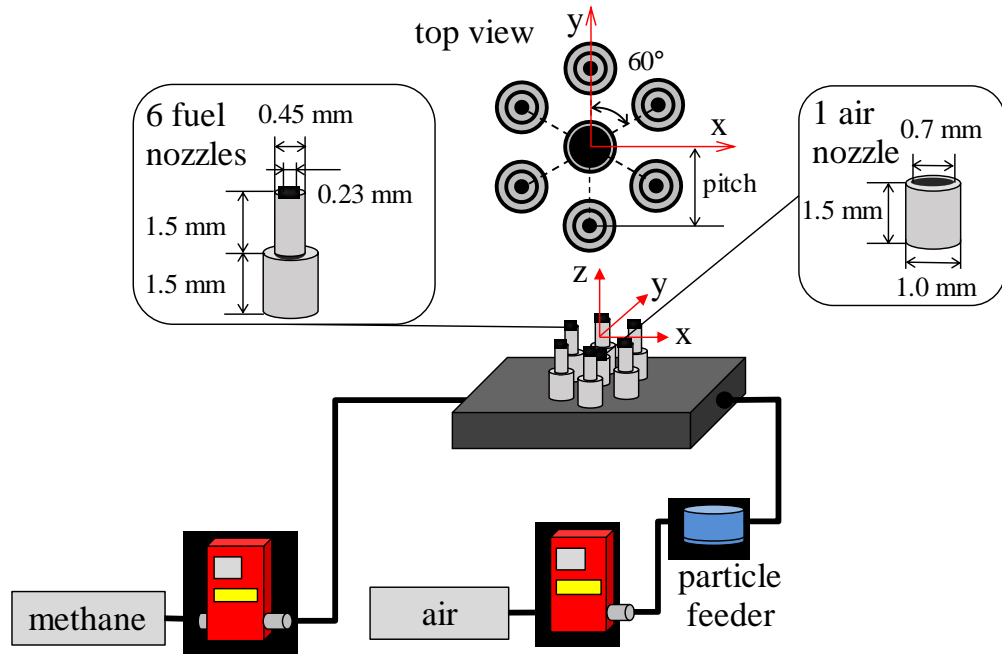 top view
y
60°
x
pitch
6 fuel
nozzles
0.45 mm
0.23 mm
1.5 mm
1.5 mm
1 air
nozzle
0.7 mm
1.5 mm
1.0 mm
z
y
x
methane
air
particle
feeder